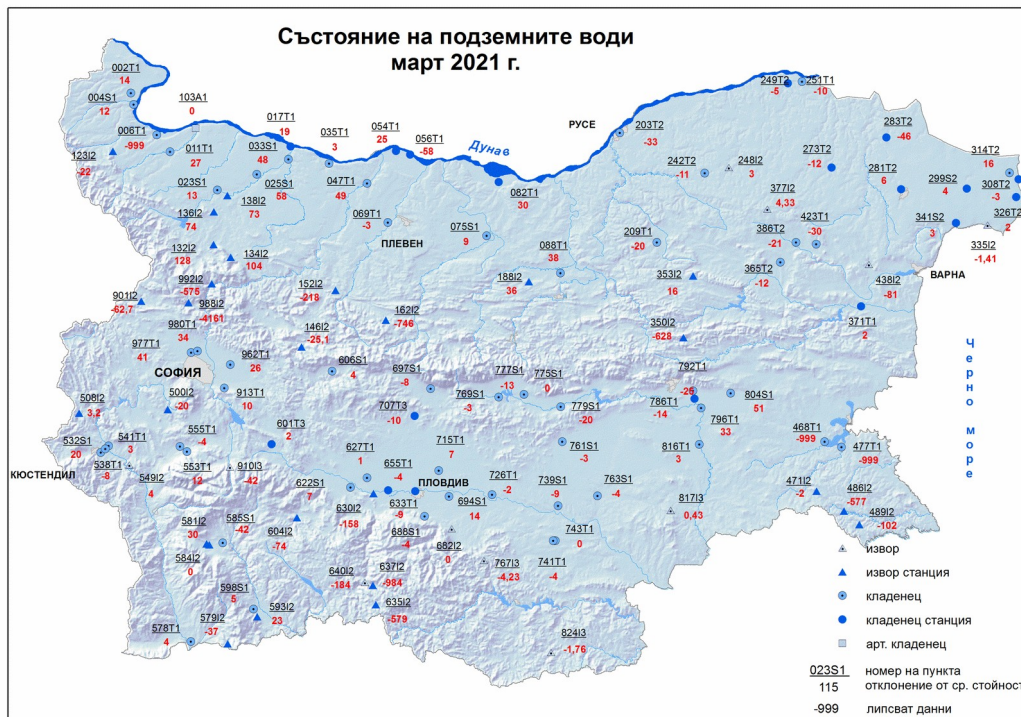 Състояние на подземните води
март 2021 г.
002T1
14
004S1
12
103A1
0
006T1
-999
123I2
-22
011T1
27
017T1
19
033S1
48
035T1
3
054T1
25
056T1
-58
Дунав
РУСЕ
203T2
-33
249T2
-5
251T1
-10
283T2
-46
314T2
16
023S1
13
025S1
58
138I2
73
047T1
49
082T1
30
242T2
-11
248I2
3
273T2
-12
281T2
6
299S2
4
308T2
-3
136I2
74
069T1
-3
ПЛЕВЕН
075S1
9
377I2
4,33
423T1
-30
386T2
-21
341S2
3
326T2
2
335I2
-1,41
132I2
128
134I2
104
088T1
38
209T1
-20
365T2
-12
ВАРНА
992I2
-575
152I2
-218
188I2
36
353I2
16
438I2
-81
901I2
-62,7
988I2
-4161
162I2
-746
371T1
2
980T1
34
146I2
-25,1
350I2
-628
Черно море
977T1
41
СОФИЯ
962T1
26
606S1
4
697S1
-8
777S1
-13
775S1
0
792T1
-25
508I2
3,2
500I2
-20
913T1
10
707T3
-10
769S1
-3
779S1
-20
786T1
-14
804S1
51
796T1
33
532S1
20
541T1
3
555T1
-4
601T3
2
627T1
1
715T1
7
761S1
-3
816T1
3
468T1
-999
477T1
-999
КЮСТЕНДИЛ
538T1
-8
549I2
4
553T1
12
910I3
-42
622S1
7
655T1
-4
ПЛОВДИВ
726T1
-2
739S1
-9
763S1
-4
471I2
-2
486I2
-577
630I2
-158
633T1
-9
694S1
14
817I3
0,43
489I2
-102
581I2
30
585S1
-42
604I2
-74
688S1
-4
682I2
0
743T1
0
584I2
0
640I2
-184
637I2
-984
767I3
-4,23
741T1
-4
598S1
5
593I2
23
635I2
-579
578T1
4
579I2
-37
824I3
-1,76
извор
извор станция
кладенец
кладенец станция
арт. кладенец
023S1 номер на пункта
115 отклонение от ср. стойност
-999 липсват данни